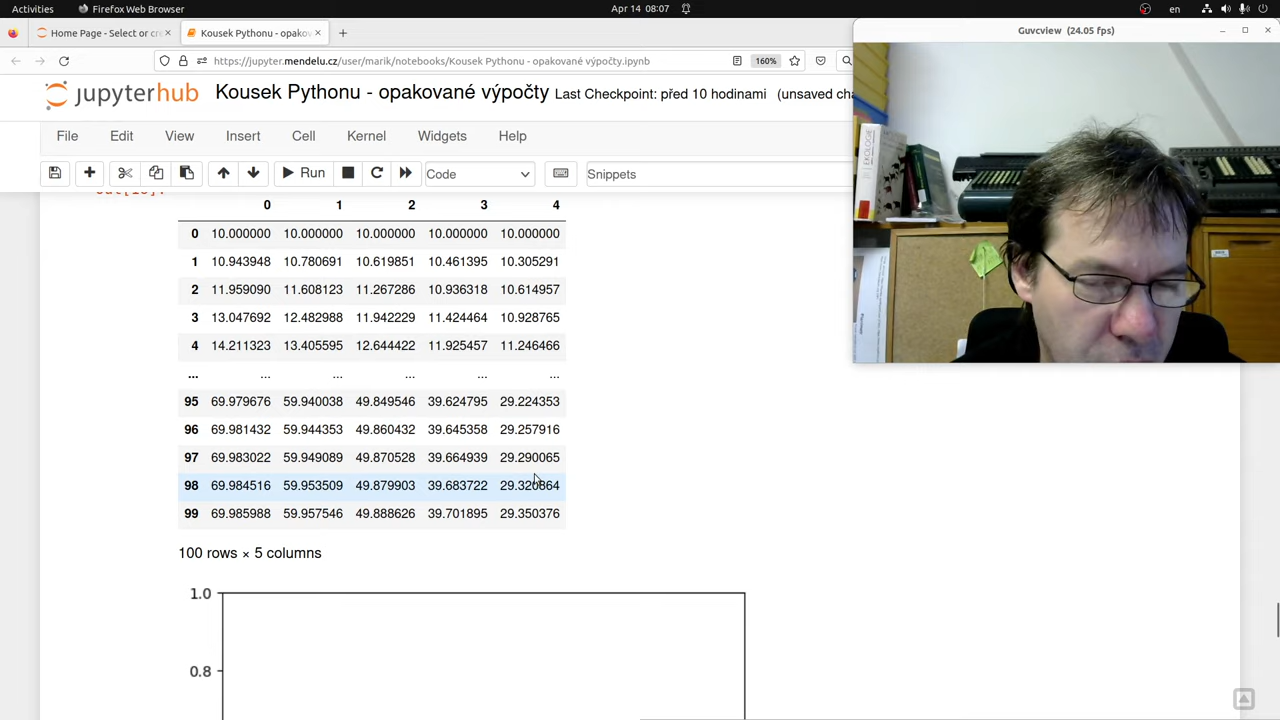 Activities Firefox Web Browser Apr 14 08:07 en
Home Page - Select or cre × Kousek Pythonu - opako × +
https://jupyter.mendelu.cz/user/marik/notebooks/Kousek Pythonu - opakované výpočty.ipynb 160%
Guvcview (24.05 fps)
jupyterhub Kousek Pythonu - opakované výpočty Last Checkpoint: před 10 hodinami (unsaved cha
File Edit View Insert Cell Kernel Widgets Help
Run Code Snippets
0 1 2 3 4
0 10.000000 10.000000 10.000000 10.000000 10.000000
1 10.943948 10.780691 10.619851 10.461395
2 11.959090 11.608123 11.267286 10.936318 10.614957
3 13.047692 12.482988 11.942229 11.424464 10.928765
4 14.211323 13.405595 12.644422 11.925457 11.246466
... ... ... ... ... ...
95 69.979676 59.940038 49.849546 39.624795 29.224353
96 69.981432 59.944353 49.860432 39.645358 29.257916
97 69.983022 59.949089 49.870528 39.664939 29.290065
98 69.984516 59.953509 49.879903 39.683722 29.320864
99 69.985988 59.957546 49.888626 39.701895 29.350376
100 rows × 5 columns
1.0
0.8
EKOLOGIE